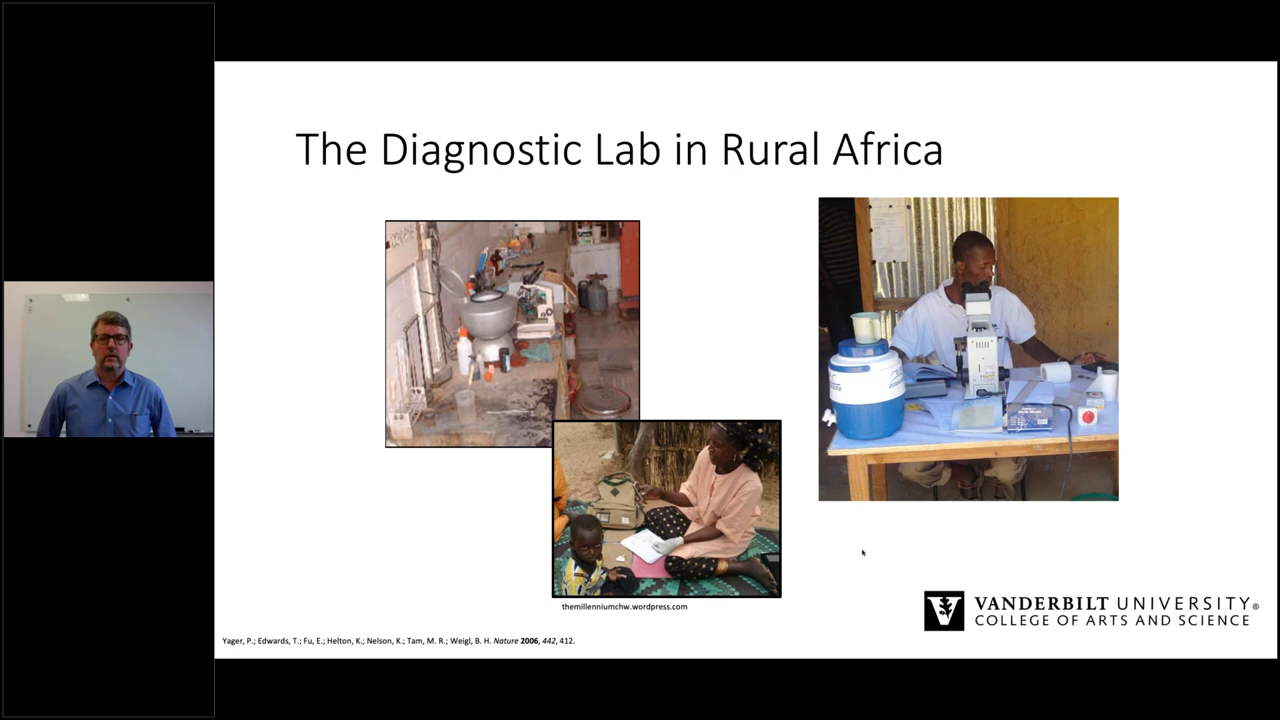 The Diagnostic Lab in Rural Africa
themillenniumchw.wordpress.com
VANDERBILT UNIVERSITY®
COLLEGE OF ARTS AND SCIENCE
Yager, P.; Edwards, T.; Fu, E.; Helton, K.; Nelson, K.; Tam, M. R.; Weigl, B. H. Nature 2006, 442, 412.